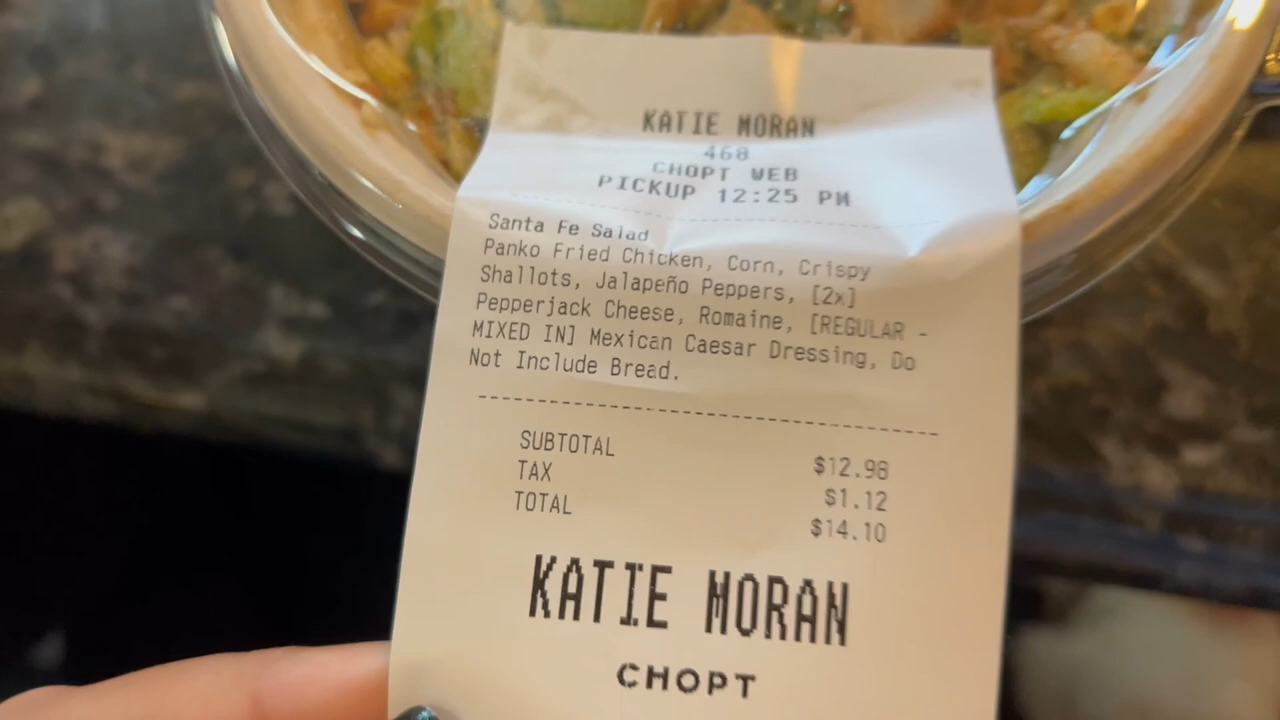 KATIE MORAN
468
CHOPT WEB
PICKUP 12:25 PM
Santa Fe Salad
Panko Fried Chicken, Corn, Crispy
Shallots, Jalapeño Peppers, [2x]
Pepperjack Cheese, Romaine, [REGULAR -
MIXED IN] Mexican Caesar Dressing, Do
Not Include Bread.
SUBTOTAL $12.98
TAX $1.12
TOTAL $14.10
KATIE MORAN
CHOPT